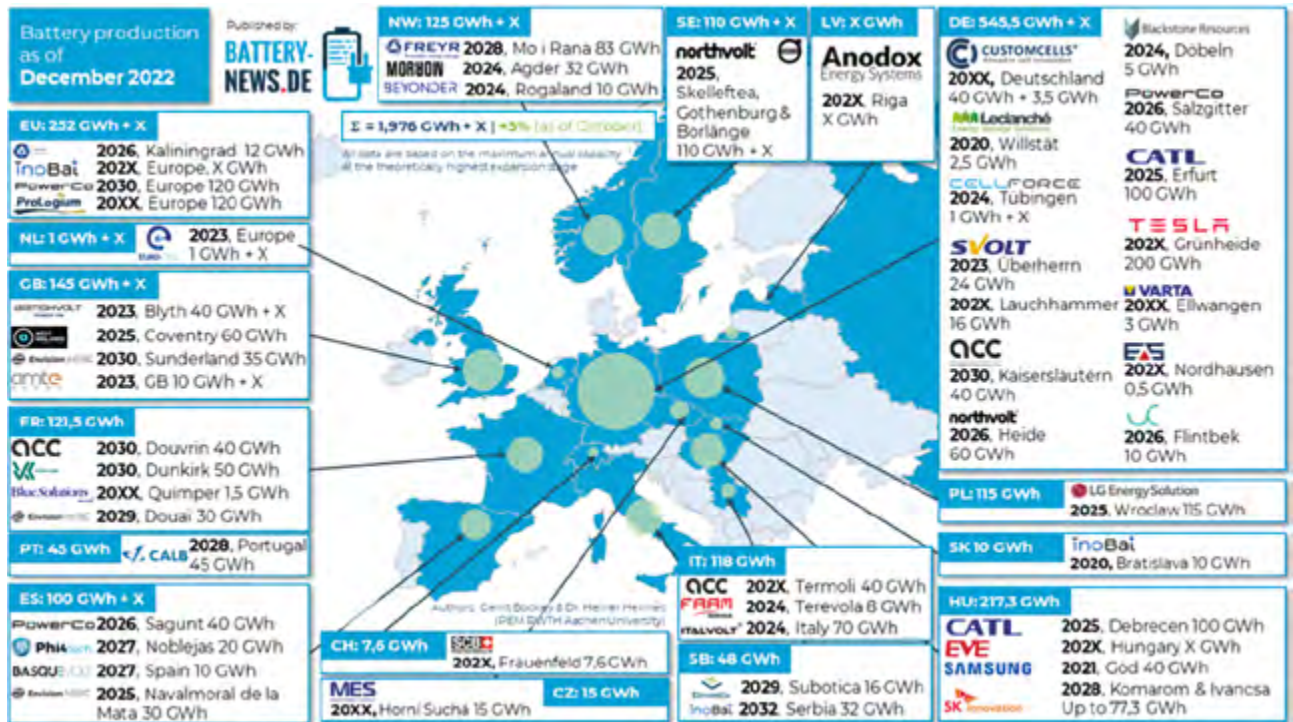 Battery production
as of
December 2022
Published by:
BATTERY-
NEWS.DE
NW: 125 GWh + X
FREYR 2028, Mo i Rana 83 GWh
MORROW 2024, Agder 32 GWh
BEYONDER 2024, Rogaland 10 GWh
Σ = 1,976 GWh + X | +5% (as of October)
All data are based on the maximum annual capacity
at the theoretically highest expansion stage
SE: 110 GWh + X
northvolt
2025,
Skelleftea,
Gothenburg &
Borlänge
110 GWh + X
LV: X GWh
Anodox
Energy Systems
202X, Riga
X GWh
DE: 545,5 GWh + X
CUSTOMCELLS
20XX, Deutschland
40 GWh + 3,5 GWh
Leclanché
2020, Willstät
2,5 GWh
CELLFORCE
2024, Tübingen
1 GWh + X
SVOLT
2023, Überherrn
24 GWh
202X, Lauchhammer
16 GWh
acc
2030, Kaiserslautern
40 GWh
northvolt
2026, Heide
60 GWh
Blackstone Resources
2024, Döbeln
5 GWh
PowerCo
2026, Salzgitter
40 GWh
CATL
2025, Erfurt
100 GWh
TESLA
202X, Grünheide
200 GWh
VARTA
20XX, Ellwangen
3 GWh
EAS
202X, Nordhausen
0,5 GWh
UC
2026, Flintbek
10 GWh
EU: 252 GWh + X
2026, Kaliningrad 12 GWh
InoBat 202X, Europe, X GWh
PowerCo 2030, Europe 120 GWh
ProLogium 20XX, Europe 120 GWh
NL: 1 GWh + X
2023, Europe
1 GWh + X
GB: 145 GWh + X
2023, Blyth 40 GWh + X
2025, Coventry 60 GWh
Envision 2030, Sunderland 35 GWh
amte 2023, GB 10 GWh + X
FR: 121,5 GWh
acc 2030, Douvrin 40 GWh
2030, Dunkirk 50 GWh
BlueSolutions 20XX, Quimper 1,5 GWh
Envision 2029, Douai 30 GWh
PT: 45 GWh
CALB 2028, Portugal
45 GWh
ES: 100 GWh + X
PowerCo 2026, Sagunt 40 GWh
Phi4tech 2027, Noblejas 20 GWh
BASQUEVOLT 2027, Spain 10 GWh
Envision 2025, Navalmoral de la
Mata 30 GWh
Authors: Gerrit Bockey & Dr. Heiner Heimes
(PEM RWTH Aachen University)
CH: 7,6 GWh
202X, Frauenfeld 7,6 GWh
MES
CZ: 15 GWh
20XX, Horní Suchá 15 GWh
IT: 118 GWh
acc 202X, Termoli 40 GWh
FAAM 2024, Terevola 8 GWh
ITALVOLT 2024, Italy 70 GWh
SB: 48 GWh
2029, Subotica 16 GWh
InoBat 2032, Serbia 32 GWh
PL: 115 GWh
LG Energy Solution
2025, Wroclaw 115 GWh
SK 10 GWh
InoBat
2020, Bratislava 10 GWh
HU: 217,3 GWh
CATL 2025, Debrecen 100 GWh
EVE 202X, Hungary X GWh
SAMSUNG 2021, Göd 40 GWh
SK innovation 2028, Komarom & Ivancsa
Up to 77,3 GWh